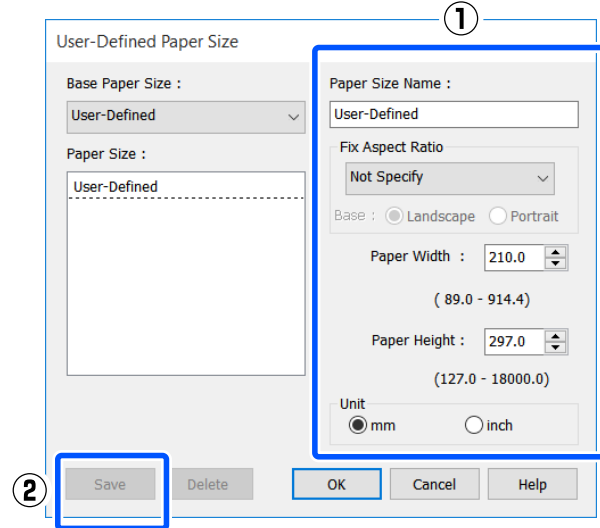 ①
User-Defined Paper Size
Base Paper Size :
User-Defined
Paper Size :
User-Defined
Paper Size Name :
User-Defined
Fix Aspect Ratio
Not Specify
Base : Landscape Portrait
Paper Width : 210.0
( 89.0 - 914.4)
Paper Height : 297.0
(127.0 - 18000.0)
Unit
mm inch
②
Save Delete OK Cancel Help